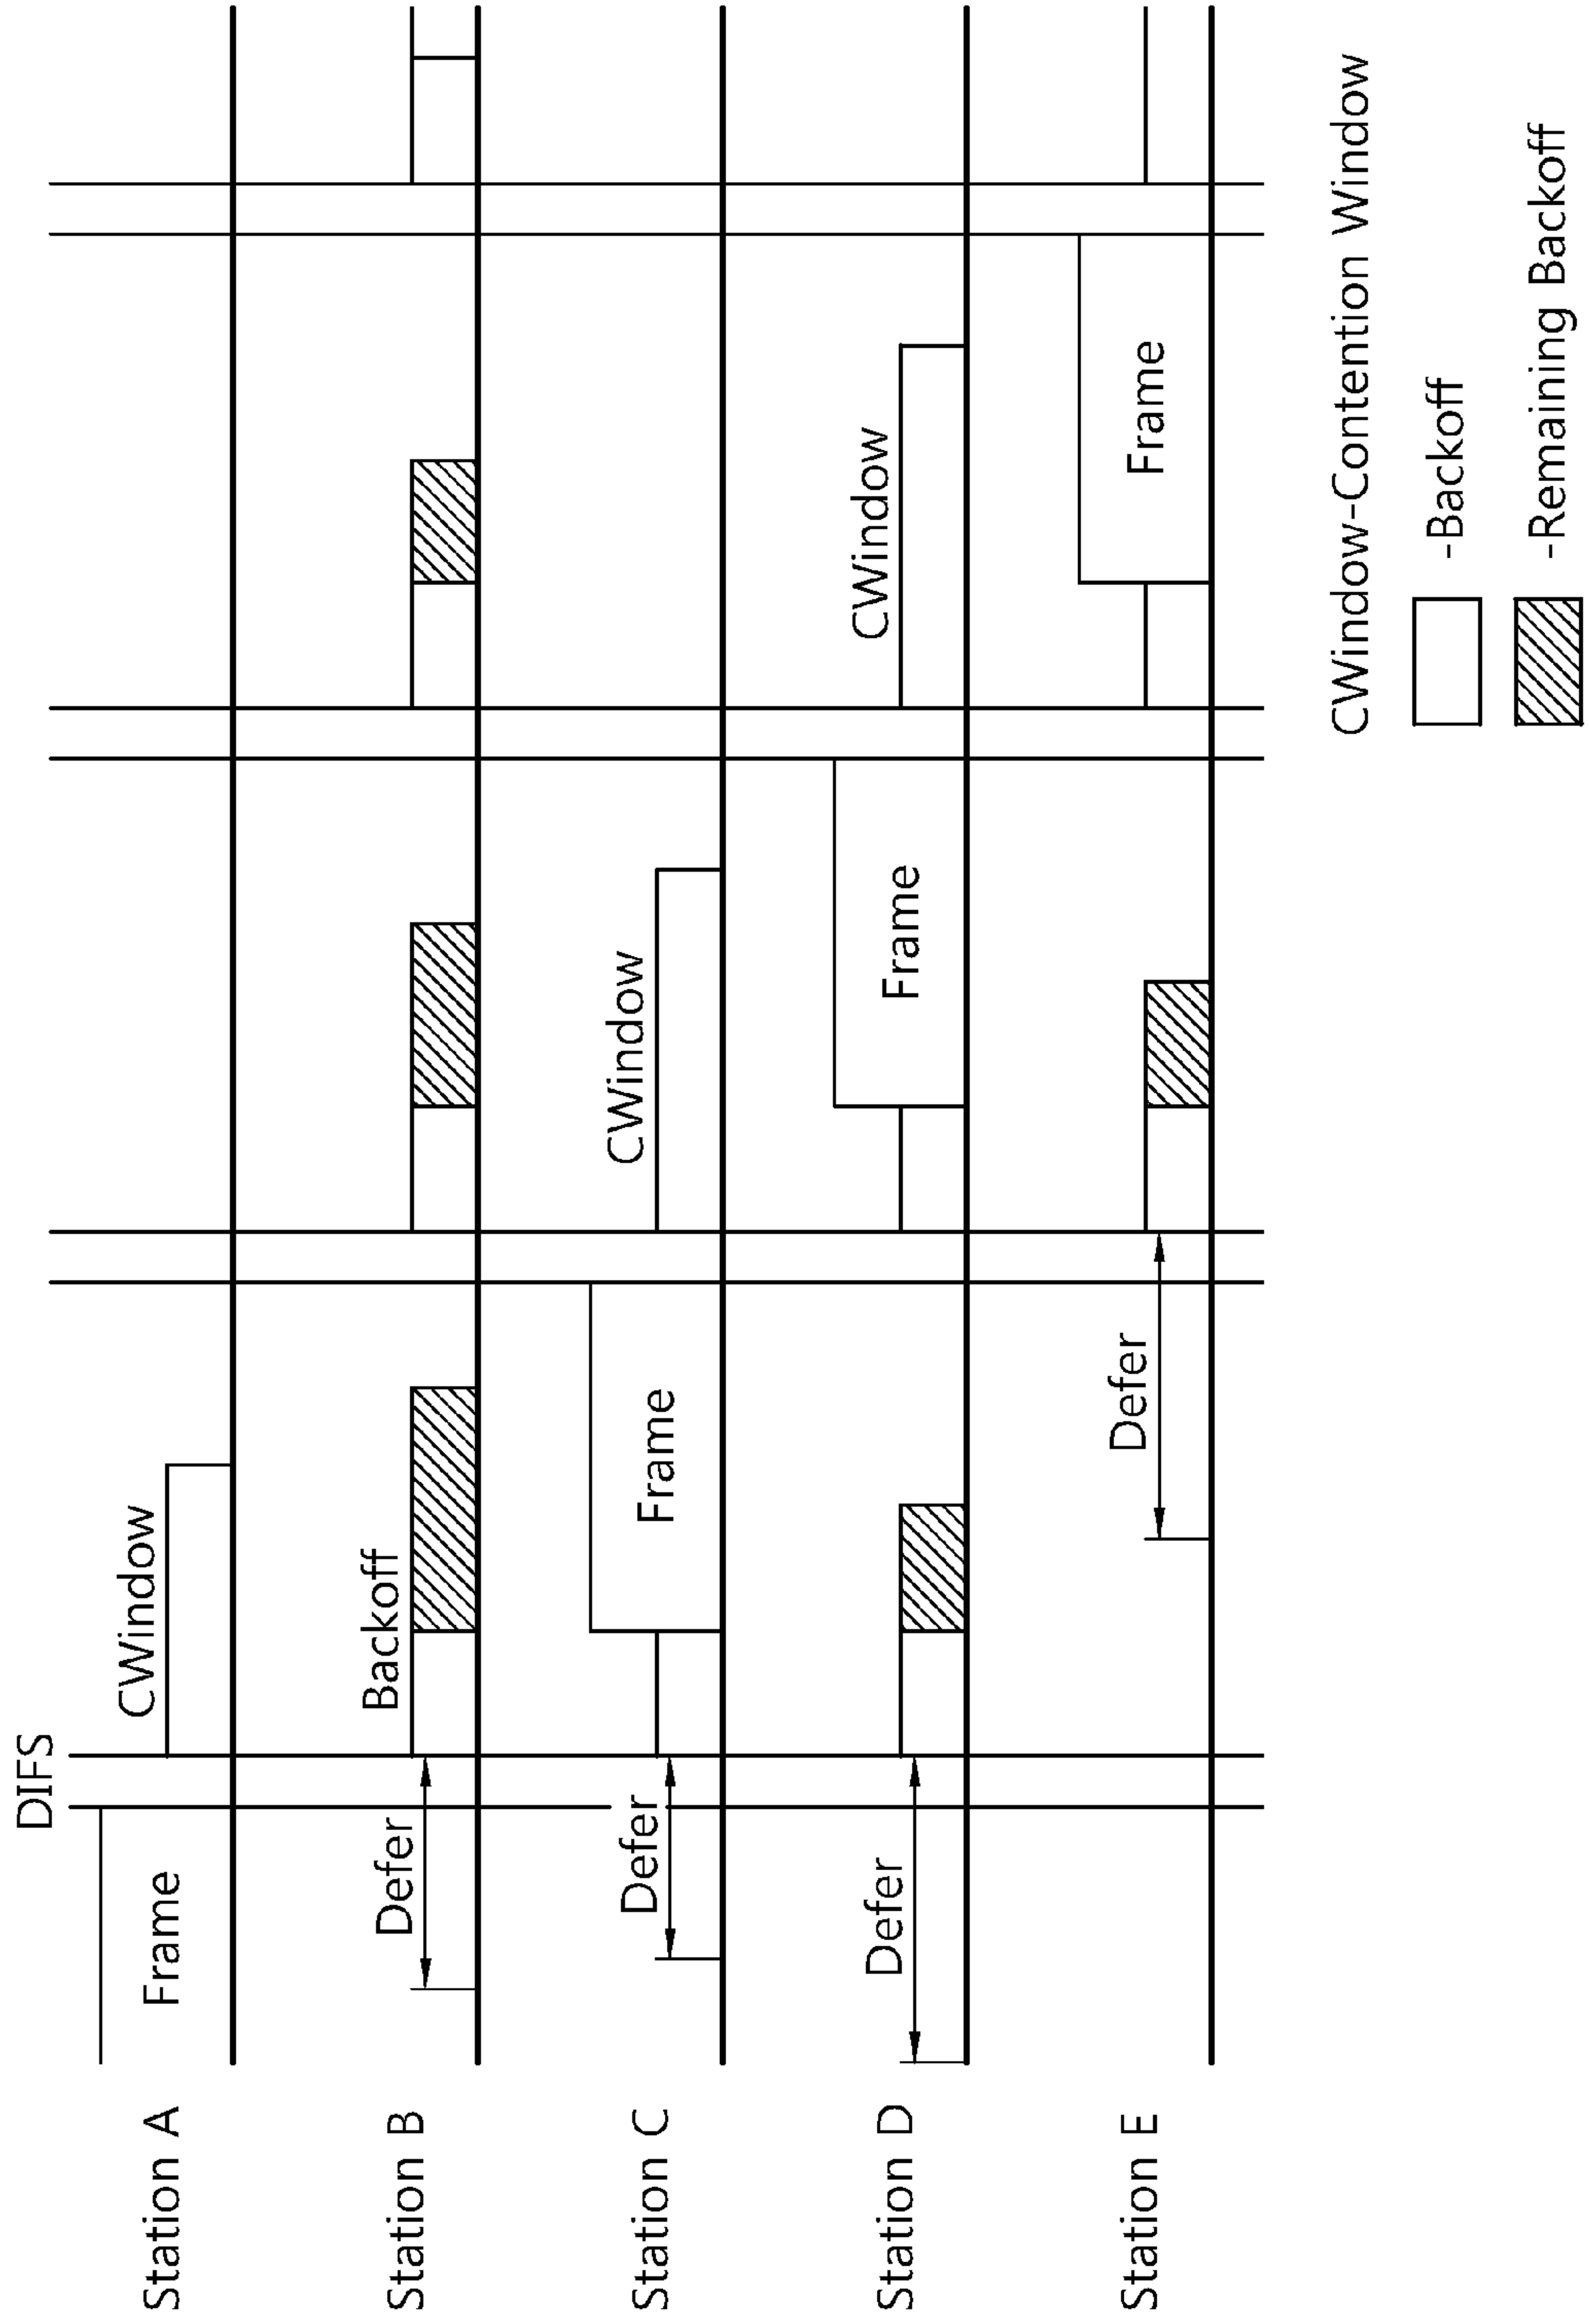 DIFS
Station A
Frame
CWindow
Station B
Defer
Backoff
Station C
Defer
Frame
CWindow
Station D
Defer
Frame
CWindow
Station E
Defer
Frame
CWindow-Contention Window
-Backoff
-Remaining Backoff